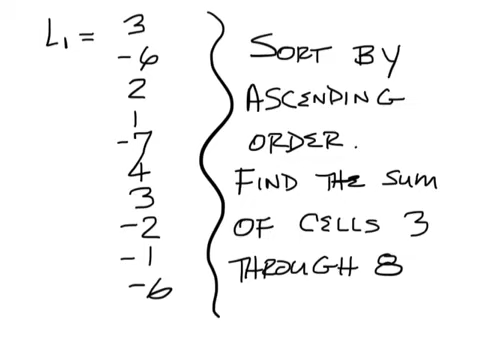 L₁ = 3
-6
2
1
-7
4
3
-2
-1
-6
SORT BY
ASCENDING
ORDER.
FIND THE SUM
OF CELLS 3
THROUGH 8